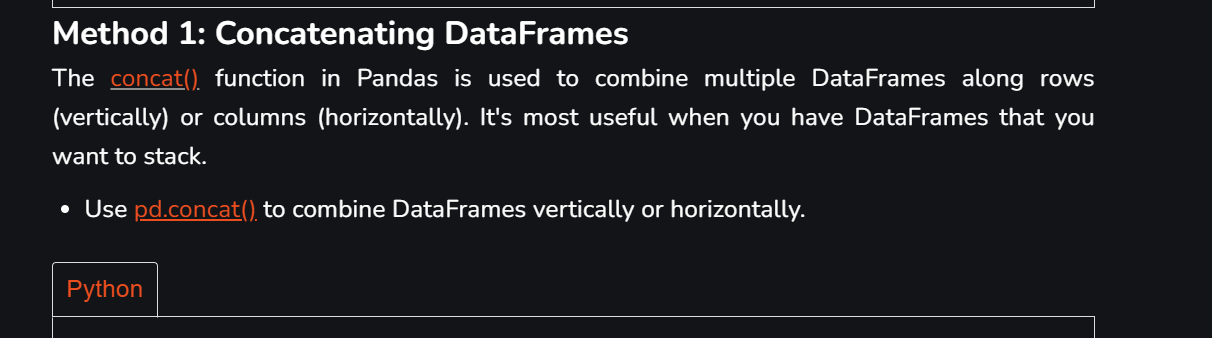 Method 1: Concatenating DataFrames
The concat() function in Pandas is used to combine multiple DataFrames along rows
(vertically) or columns (horizontally). It's most useful when you have DataFrames that you
want to stack.
• Use pd.concat() to combine DataFrames vertically or horizontally.
Python